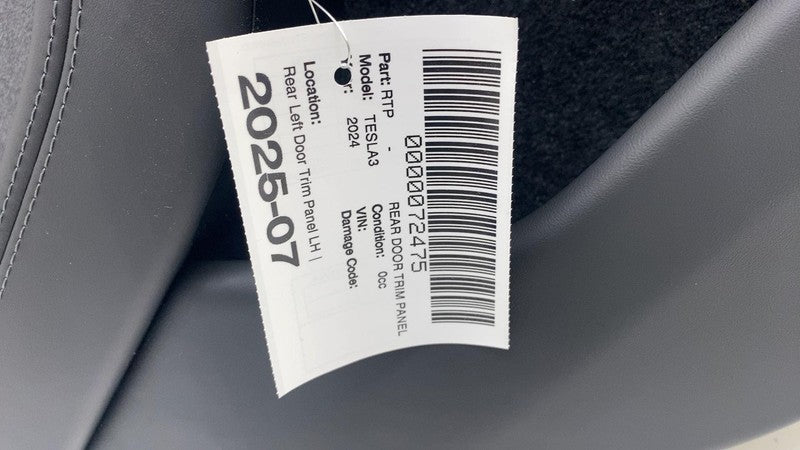 0000072475
Part: RTP - REAR DOOR TRIM PANEL
Model: TESLA3 Condition: 0cc
Year: 2024 VIN:
Damage Code:
Location:
Rear Left Door Trim Panel LH |
2025-07